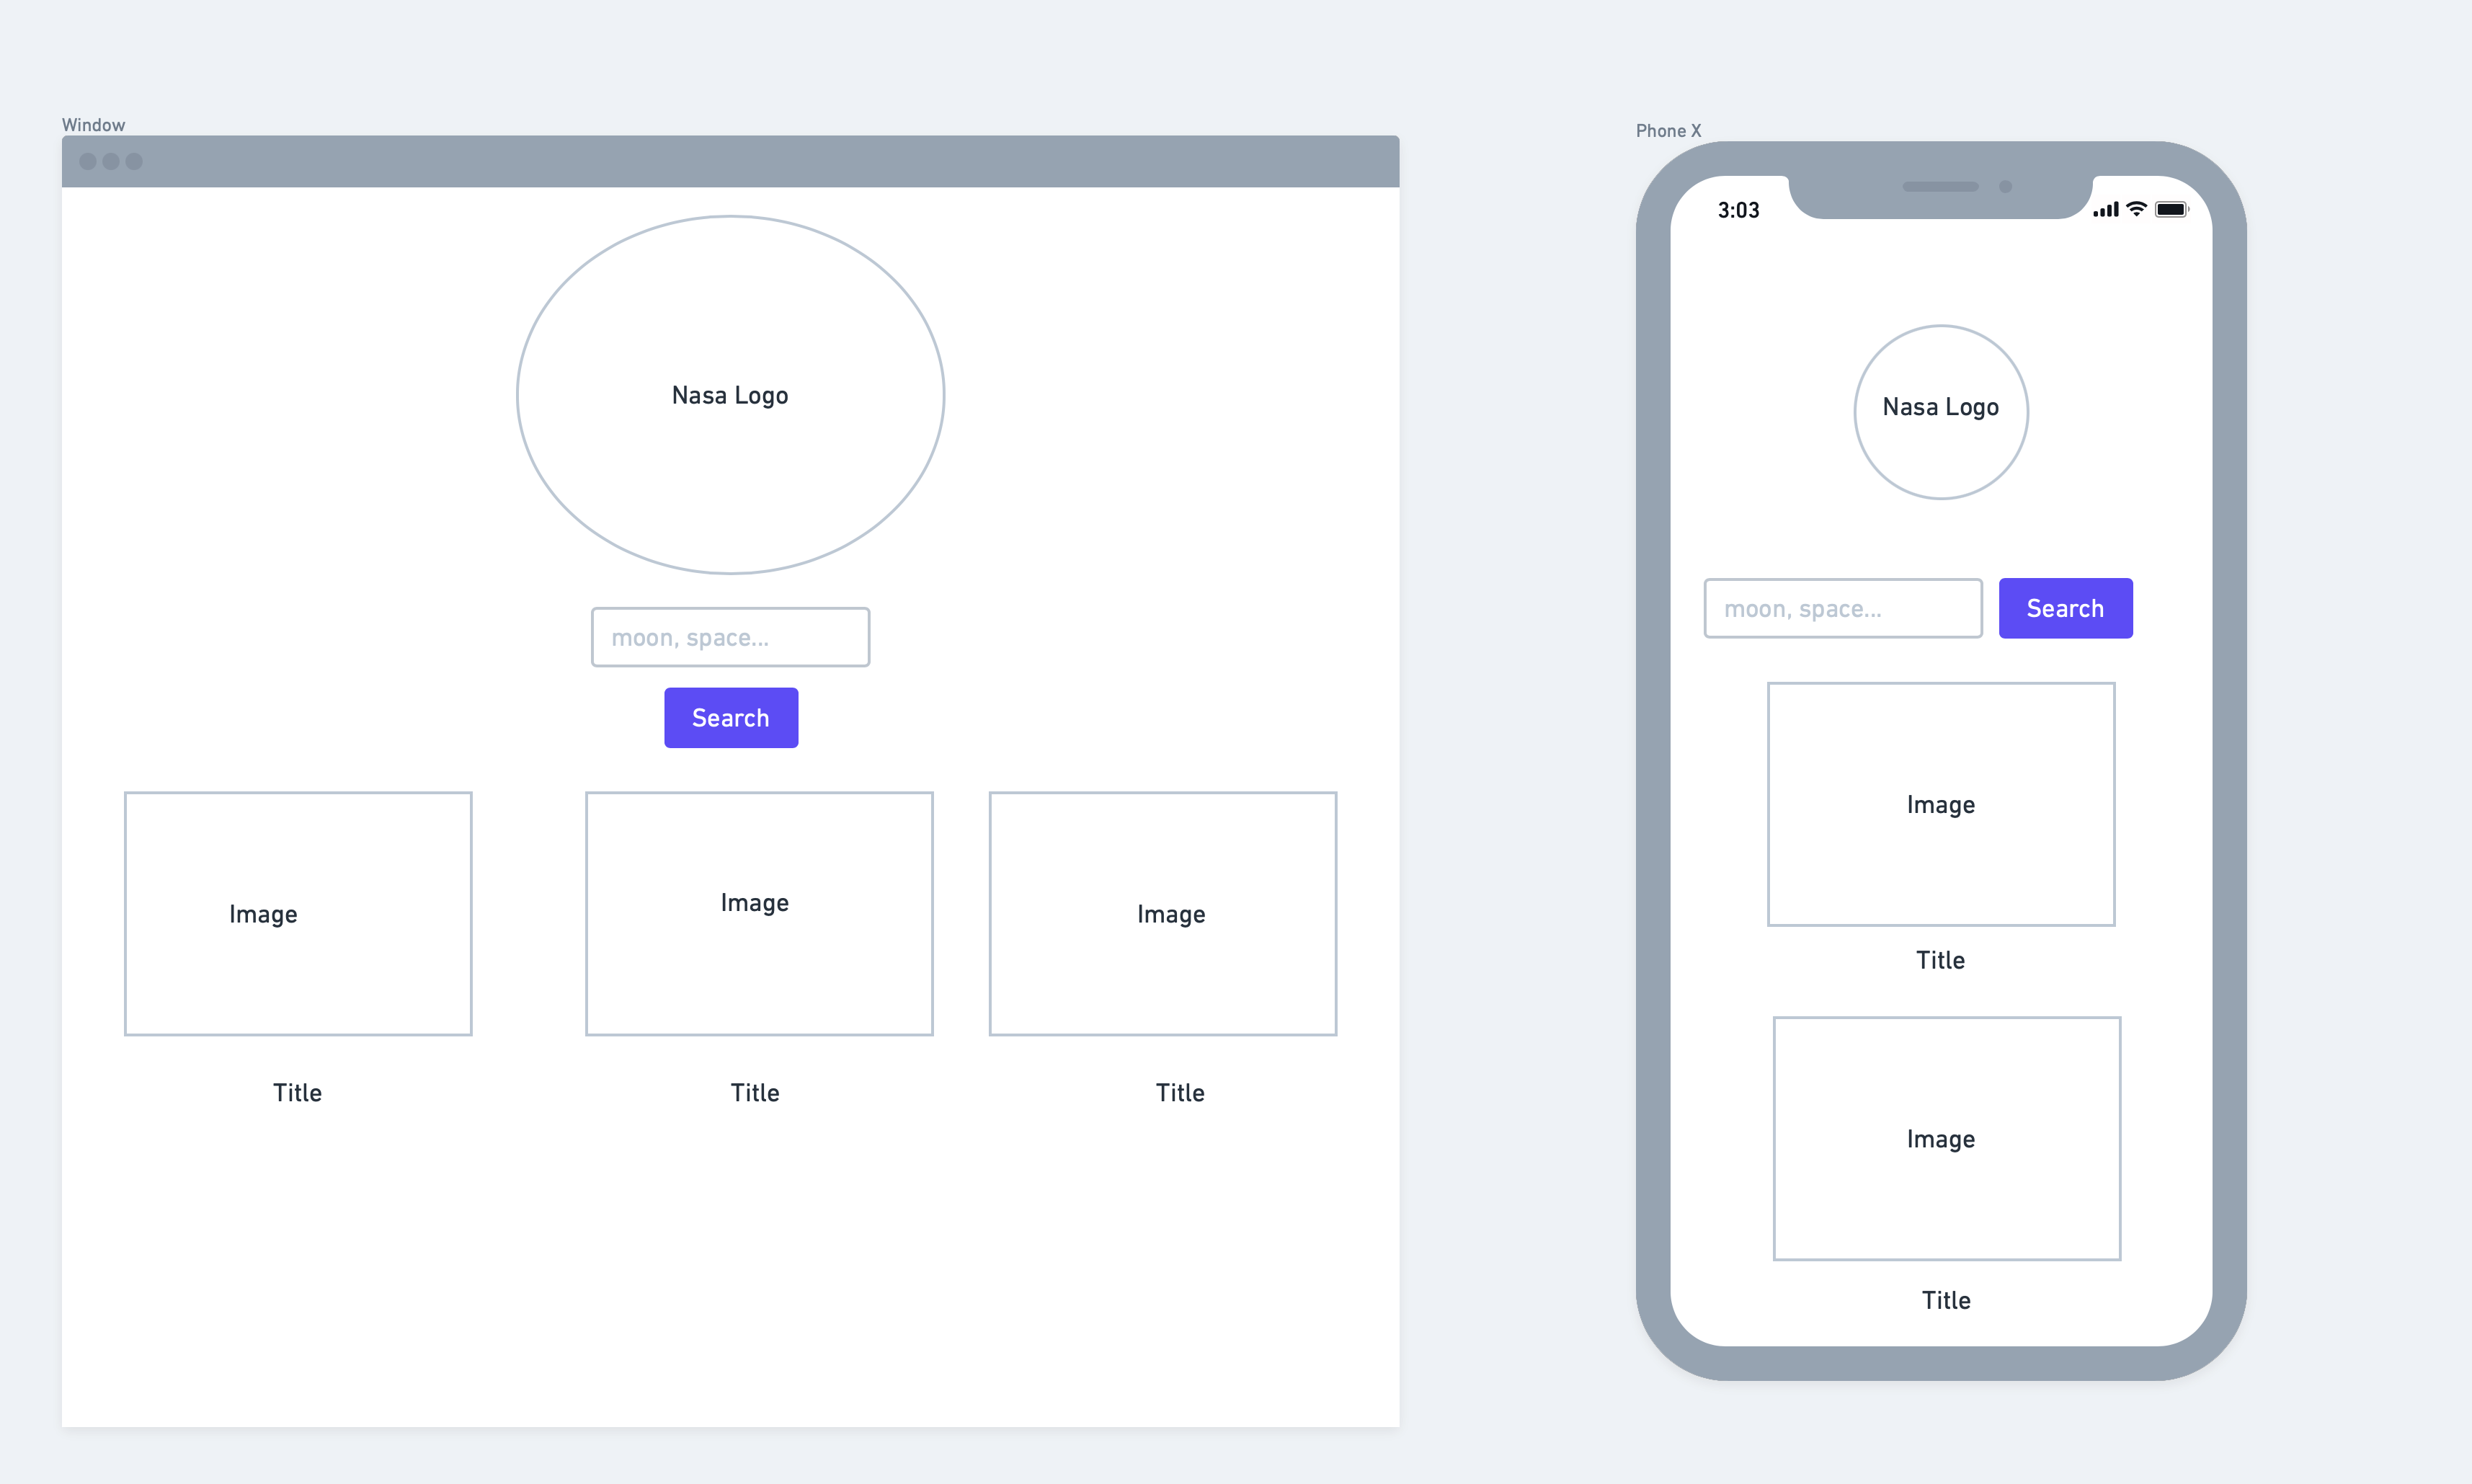 Window
Nasa Logo
moon, space...
Search
Image
Image
Image
Title
Title
Title
Phone X
3:03
Nasa Logo
moon, space...
Search
Image
Title
Image
Title